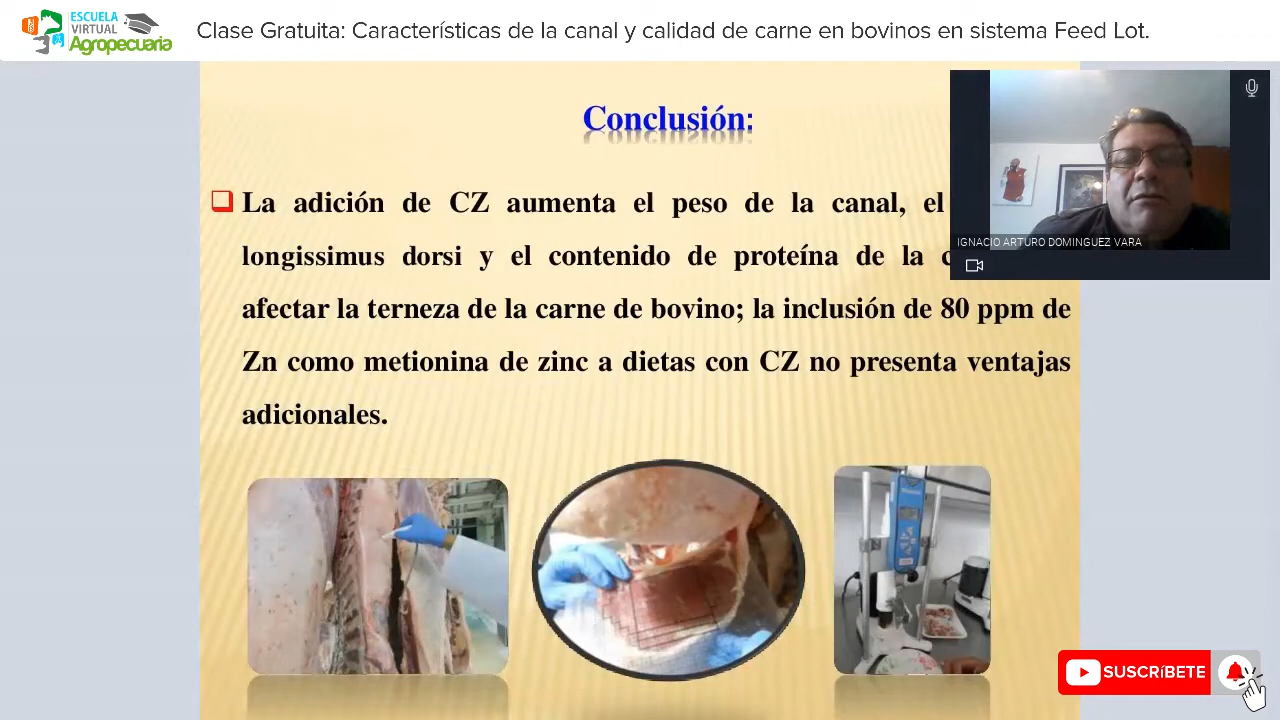 ESCUELA
VIRTUAL
Agropecuaria
Clase Gratuita: Características de la canal y calidad de carne en bovinos en sistema Feed Lot.
Conclusión:
La adición de CZ aumenta el peso de la canal, el
longissimus dorsi y el contenido de proteína de la
afectar la terneza de la carne de bovino; la inclusión de 80 ppm de
Zn como metionina de zinc a dietas con CZ no presenta ventajas
adicionales.
IGNACIO ARTURO DOMINGUEZ VARA
SUSCRíBETE